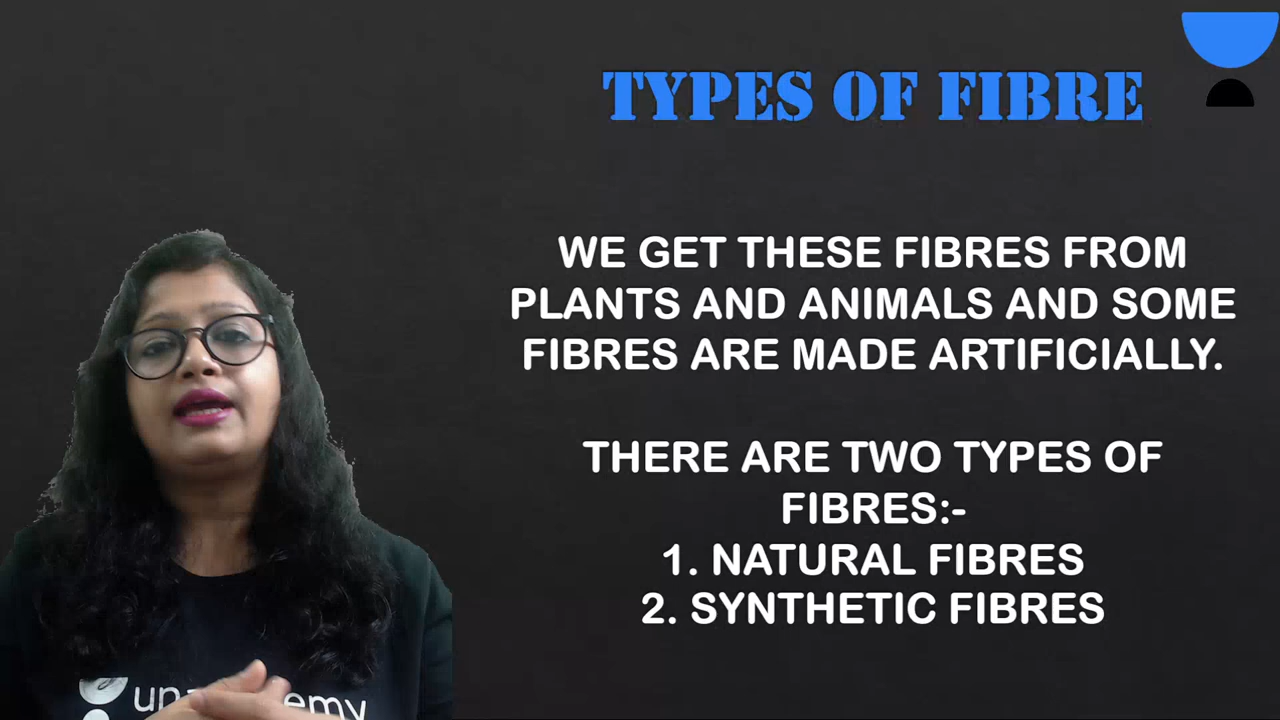 TYPES OF FIBRE
WE GET THESE FIBRES FROM
PLANTS AND ANIMALS AND SOME
FIBRES ARE MADE ARTIFICIALLY.
THERE ARE TWO TYPES OF
FIBRES:-
1. NATURAL FIBRES
2. SYNTHETIC FIBRES